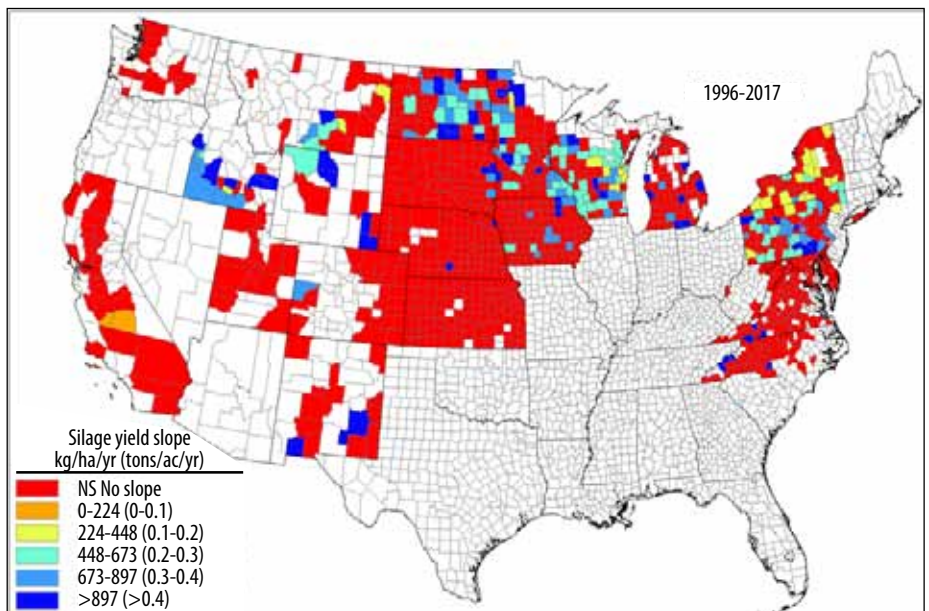 1996-2017
Silage yield slope
kg/ha/yr (tons/ac/yr)
NS No slope
0-224 (0-0.1)
224-448 (0.1-0.2)
448-673 (0.2-0.3)
673-897 (0.3-0.4)
>897 (>0.4)